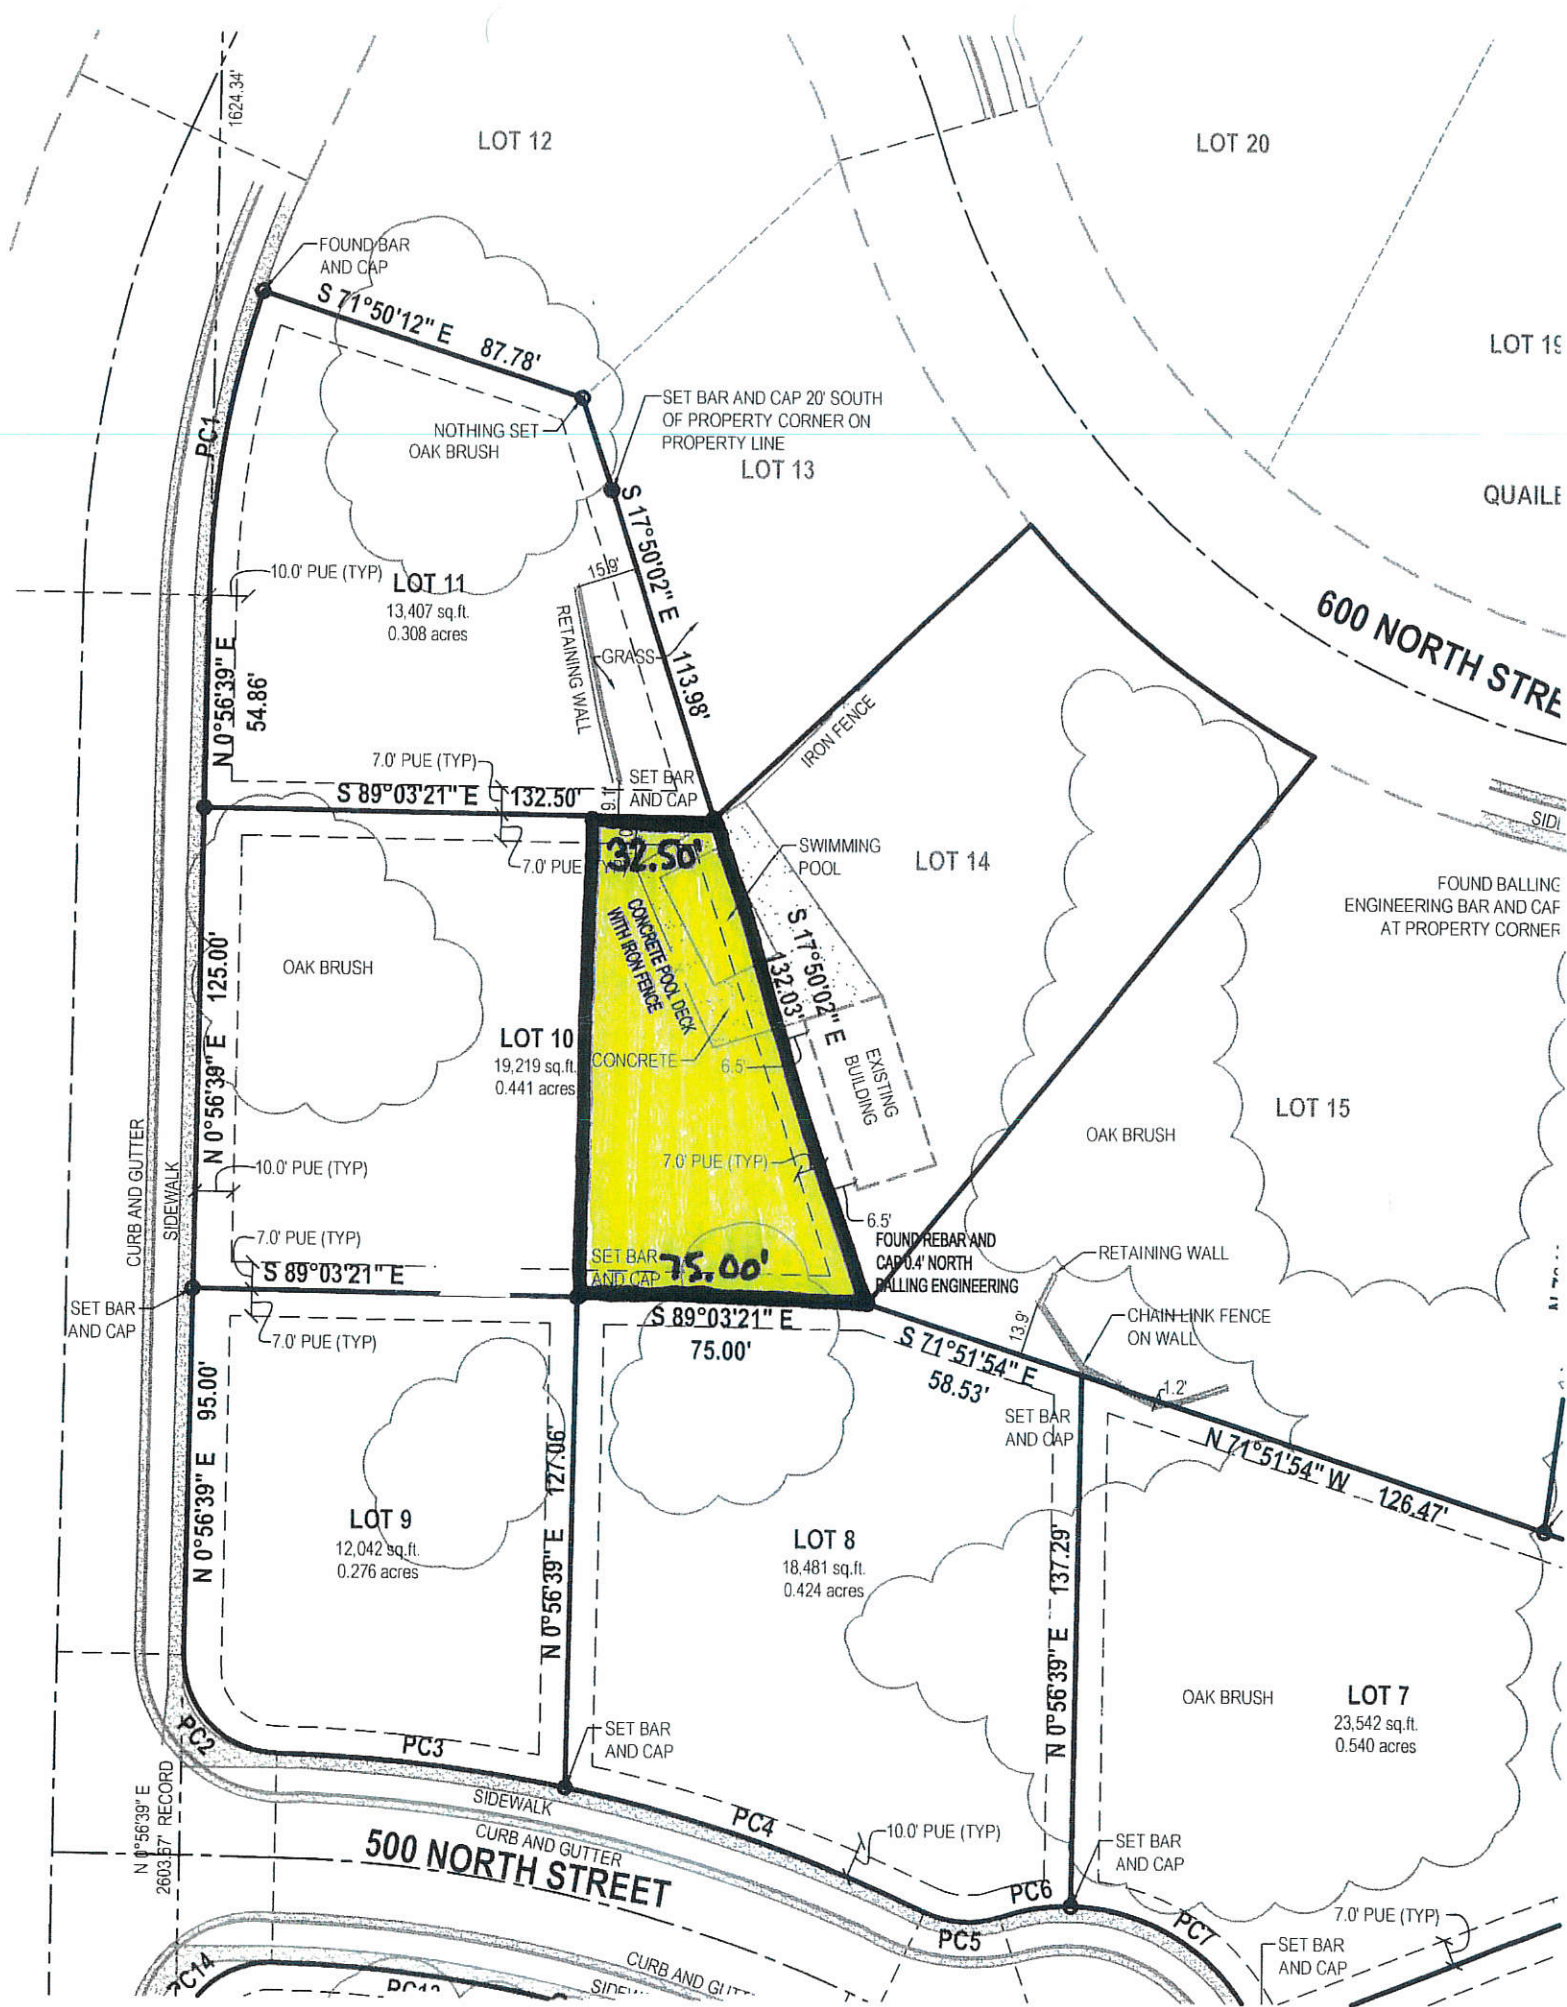 1624.34'
LOT 12
LOT 20
FOUND BAR
AND CAP
S 71°50'12" E 87.78'
LOT 19
SET BAR AND CAP 20' SOUTH
OF PROPERTY CORNER ON
PROPERTY LINE
NOTHING SET
OAK BRUSH
PC1
LOT 13
QUAILE
S 17°50'02" E 113.98'
10.0' PUE (TYP)
LOT 11
13,407 sq.ft.
0.308 acres
15.9'
RETAINING WALL
GRASS
600 NORTH STRE
N 0°56'39" E
54.86'
IRON FENCE
7.0' PUE (TYP)
SET BAR
AND CAP
S 89°03'21" E 132.50'
9.1'
SIDE
7.0' PUE
32.50'
SWIMMING
POOL
LOT 14
FOUND BALLING
ENGINEERING BAR AND CAP
AT PROPERTY CORNER
CONCRETE POOL DECK
WITH IRON FENCE
S 17°50'02" E
132.03'
OAK BRUSH
N 0°56'39" E 125.00'
LOT 10
19,219 sq.ft.
0.441 acres
CONCRETE
6.5'
EXISTING
BUILDING
LOT 15
OAK BRUSH
CURB AND GUTTER
SIDEWALK
10.0' PUE (TYP)
7.0' PUE (TYP)
6.5'
7.0' PUE (TYP)
FOUND REBAR AND
CAP 0.4' NORTH
BALLING ENGINEERING
RETAINING WALL
S 89°03'21" E
SET BAR
AND CAP
75.00'
SET BAR
AND CAP
7.0' PUE (TYP)
S 89°03'21" E
75.00'
13.9'
CHAIN LINK FENCE
ON WALL
S 71°51'54" E
58.53'
1.2'
SET BAR
AND CAP
N 71°51'54" W 126.47'
N 0°56'39" E 95.00'
N 0°56'39" E 127.06'
LOT 9
12,042 sq.ft.
0.276 acres
LOT 8
18,481 sq.ft.
0.424 acres
N 0°56'39" E 137.29'
OAK BRUSH
LOT 7
23,542 sq.ft.
0.540 acres
PC2
PC3
SET BAR
AND CAP
N 0°56'39" E
2603.67' RECORD
SIDEWALK
CURB AND GUTTER
500 NORTH STREET
PC4
10.0' PUE (TYP)
SET BAR
AND CAP
PC6
PC5
PC7
7.0' PUE (TYP)
SET BAR
AND CAP
PC14
CURB AND GUTT